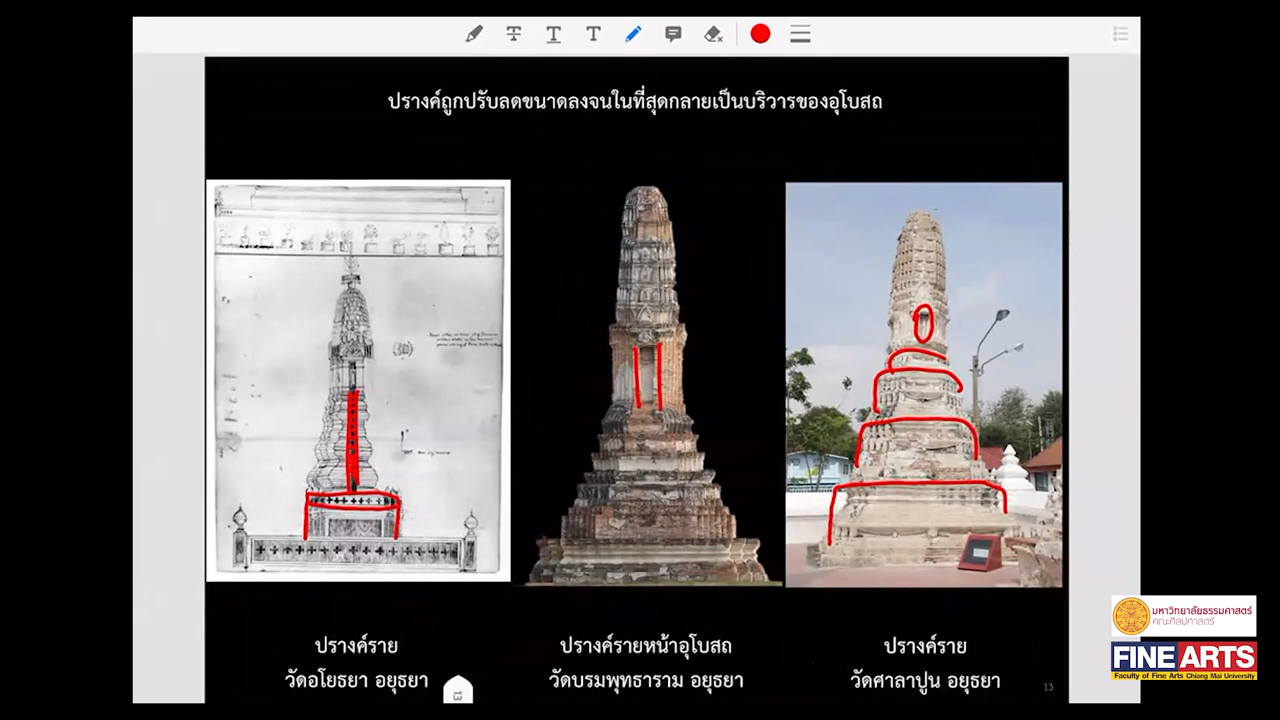 ปรางค์ถูกปรับลดขนาดลงจนในที่สุดกลายเป็นบริวารของอุโบสถ
ปรางค์ราย
วัดอโยธยา อยุธยา
ปรางค์รายหน้าอุโบสถ
วัดบรมพุทธาราม อยุธยา
ปรางค์ราย
วัดศาลาปูน อยุธยา
13
13
มหาวิทยาลัยธรรมศาสตร์
คณะศิลปศาสตร์
FINE ARTS
Faculty of Fine Arts Chiang Mai University